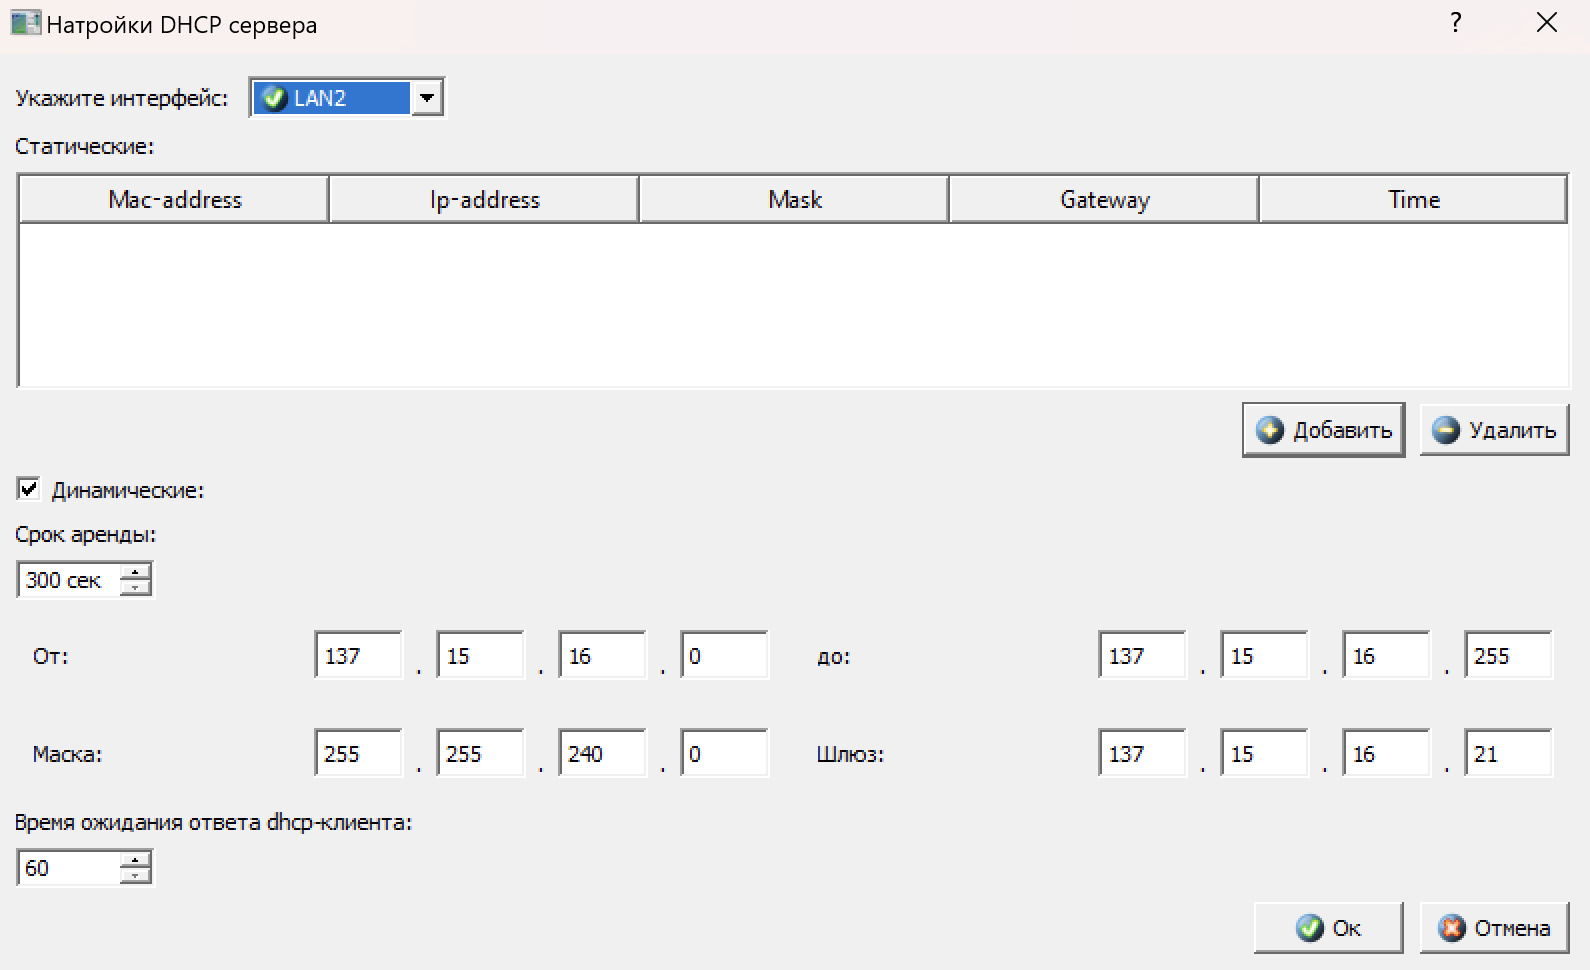 Натройки DHCP сервера ?
Укажите интерфейс: LAN2
Статические:
Mac-address Ip-address Mask Gateway Time
Добавить Удалить
Динамические:
Срок аренды:
300 сек
От: 137 . 15 . 16 . 0 до: 137 . 15 . 16 . 255
Маска: 255 . 255 . 240 . 0 Шлюз: 137 . 15 . 16 . 21
Время ожидания ответа dhcp-клиента:
60
Ок Отмена